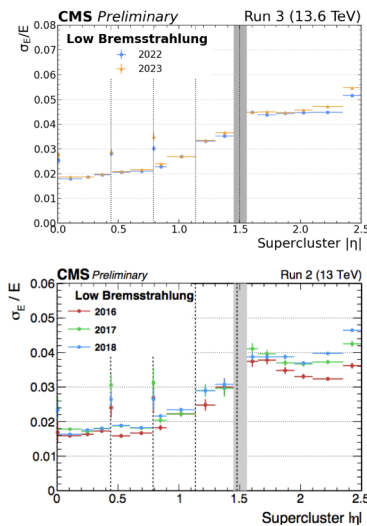 CMS Preliminary Run 3 (13.6 TeV)
σE/E
Low Bremsstrahlung
2022
2023
0.08
0.07
0.06
0.05
0.04
0.03
0.02
0.01
0.00
0.0 0.5 1.0 1.5 2.0 2.5
Supercluster |η|
CMS Preliminary Run 2 (13 TeV)
σE / E
Low Bremsstrahlung
2016
2017
2018
0.06
0.05
0.04
0.03
0.02
0.01
0
0 0.5 1 1.5 2 2.5
Supercluster |η|